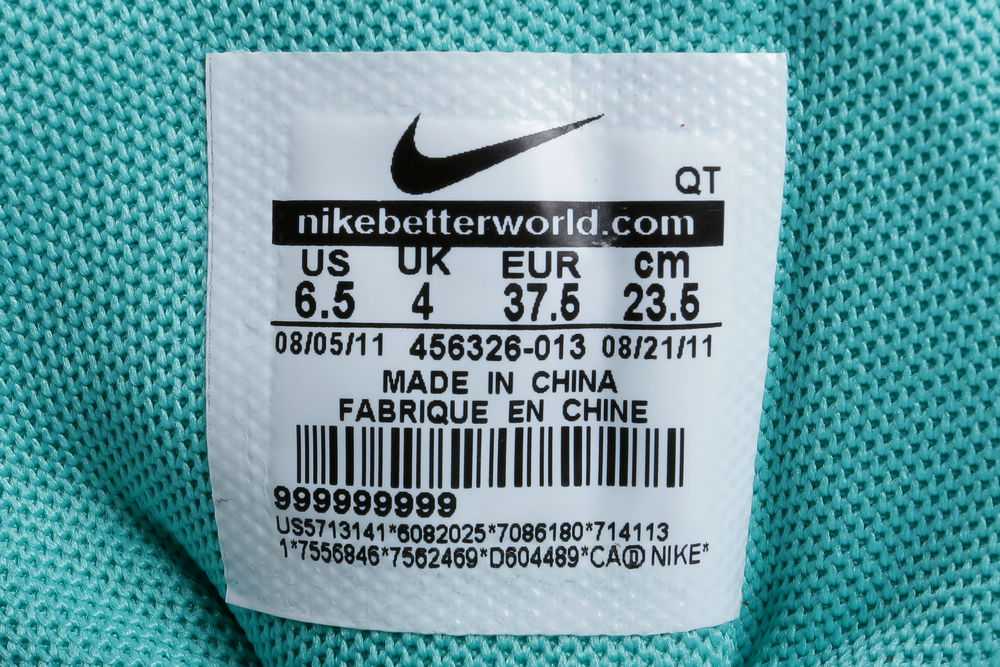 QT
nikebetterworld.com
US UK EUR cm
6.5 4 37.5 23.5
08/05/11 456326-013 08/21/11
MADE IN CHINA
FABRIQUE EN CHINE
9999999999
US5713141*6082025*7086180*714113
1*7556846*7562469*D604489*CAⒹ NIKE*